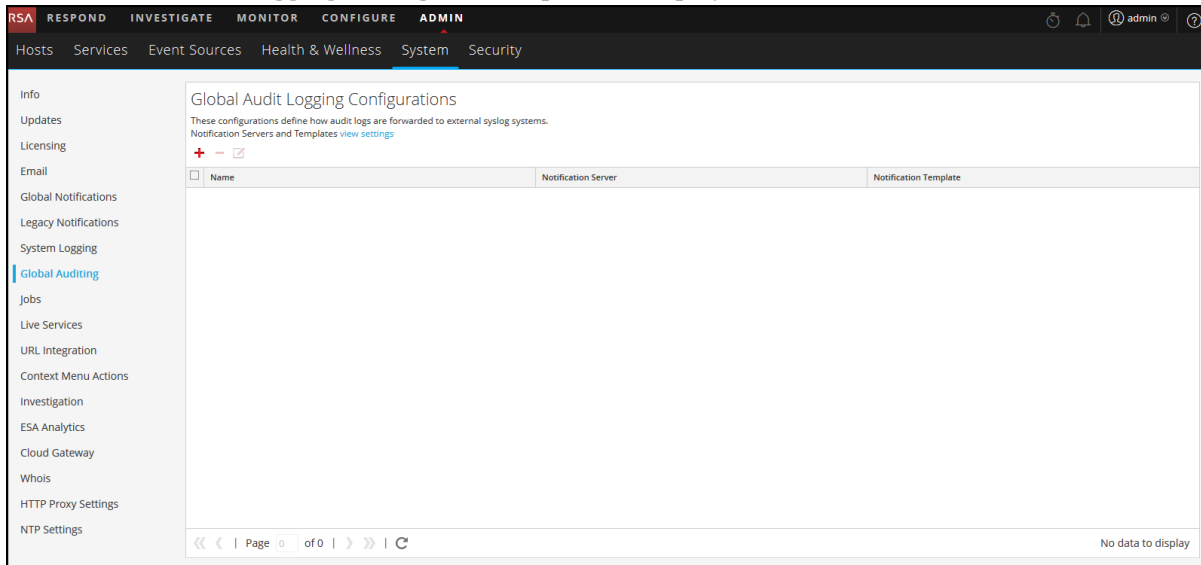 RSA RESPOND INVESTIGATE MONITOR CONFIGURE ADMIN admin ?
Hosts Services Event Sources Health & Wellness System Security
Info
Updates
Licensing
Email
Global Notifications
Legacy Notifications
System Logging
Global Auditing
Jobs
Live Services
URL Integration
Context Menu Actions
Investigation
ESA Analytics
Cloud Gateway
Whois
HTTP Proxy Settings
NTP Settings
Global Audit Logging Configurations
These configurations define how audit logs are forwarded to external syslog systems.
Notification Servers and Templates view settings
Name Notification Server Notification Template
Page 0 of 0 No data to display